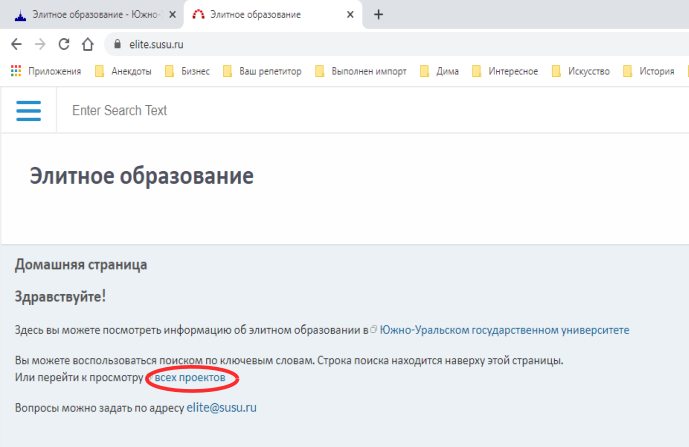 Элитное образование - Южно-
Элитное образование
elite.susu.ru
Приложения Анекдоты Бизнес Ваш репетитор Выполнен импорт Дима Интересное Искусство История
Enter Search Text
Элитное образование
Домашняя страница
Здравствуйте!
Здесь вы можете посмотреть информацию об элитном образовании в Южно-Уральском государственном университете
Вы можете воспользоваться поиском по ключевым словам. Строка поиска находится наверху этой страницы.
Или перейти к просмотру всех проектов
Вопросы можно задать по адресу elite@susu.ru